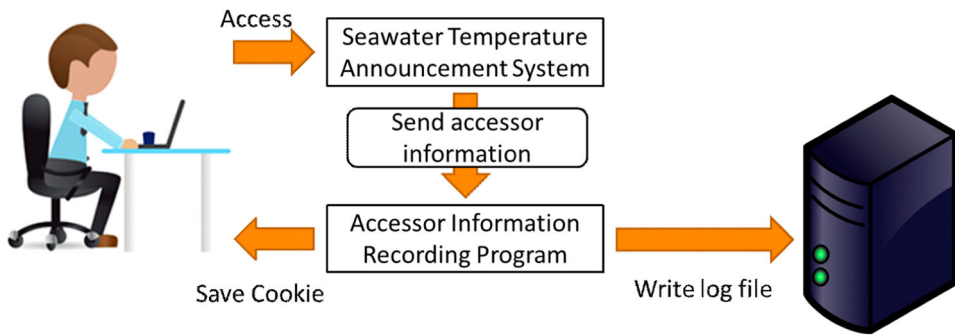 Access
Seawater Temperature
Announcement System
Send accessor
information
Accessor Information
Recording Program
Save Cookie
Write log file